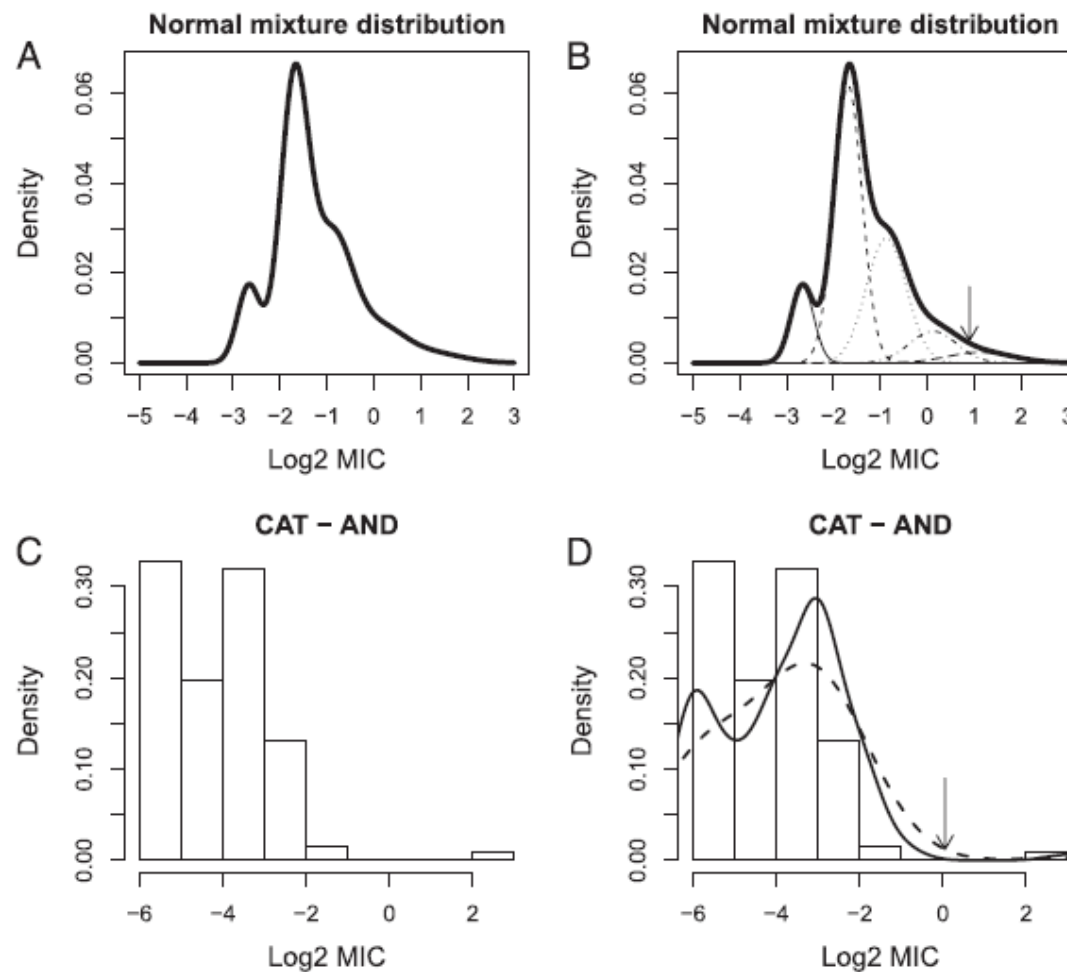 A
Normal mixture distribution
Density
0.00 0.02 0.04 0.06
−5 −4 −3 −2 −1 0 1 2 3
Log2 MIC
B
Normal mixture distribution
Density
0.00 0.02 0.04 0.06
−5 −4 −3 −2 −1 0 1 2 3
Log2 MIC
C
CAT − AND
Density
0.00 0.10 0.20 0.30
−6 −4 −2 0 2
Log2 MIC
D
CAT − AND
Density
0.00 0.10 0.20 0.30
−6 −4 −2 0 2
Log2 MIC